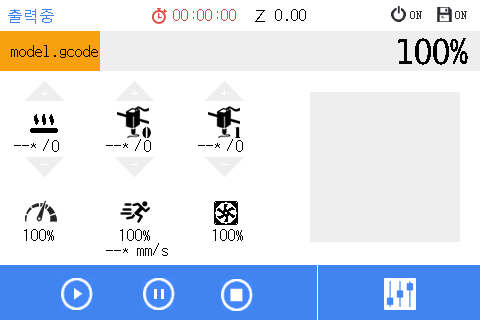 출력중 00:00:00 Z 0.00 ON ON
model.gcode 100%
--*/0 --*/0 --*/0
100% 100% 100%
--* mm/s